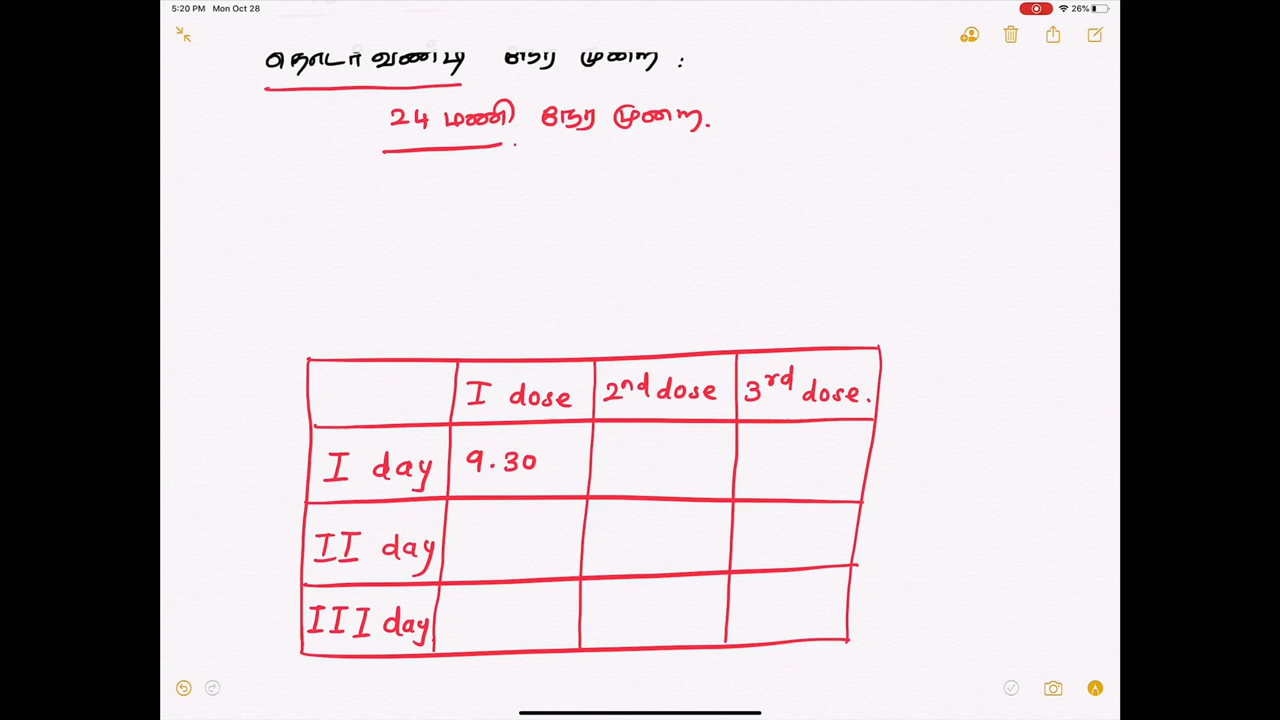 5:20 PM Mon Oct 28
26%
தொடர் வண்டி நேர முறை :
24 மணி நேர முறை.
I dose 2nd dose 3rd dose.
I day 9.30
II day
III day